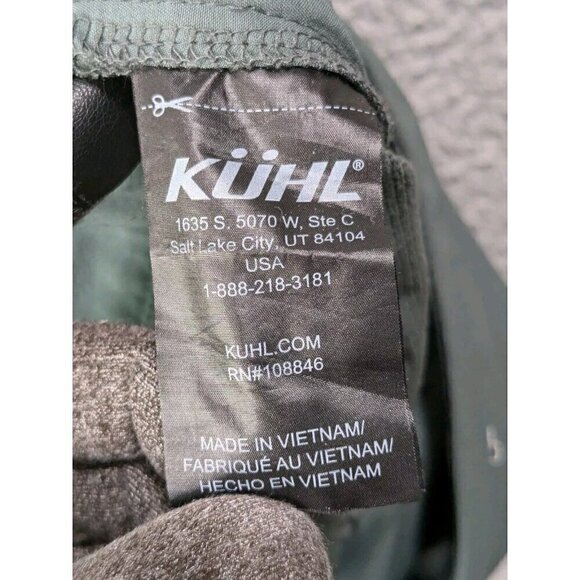 KÜHL®
1635 S. 5070 W, Ste C
Salt Lake City, UT 84104
USA
1-888-218-3181
KUHL.COM
RN#108846
MADE IN VIETNAM/
FABRIQUÉ AU VIETNAM/
HECHO EN VIETNAM